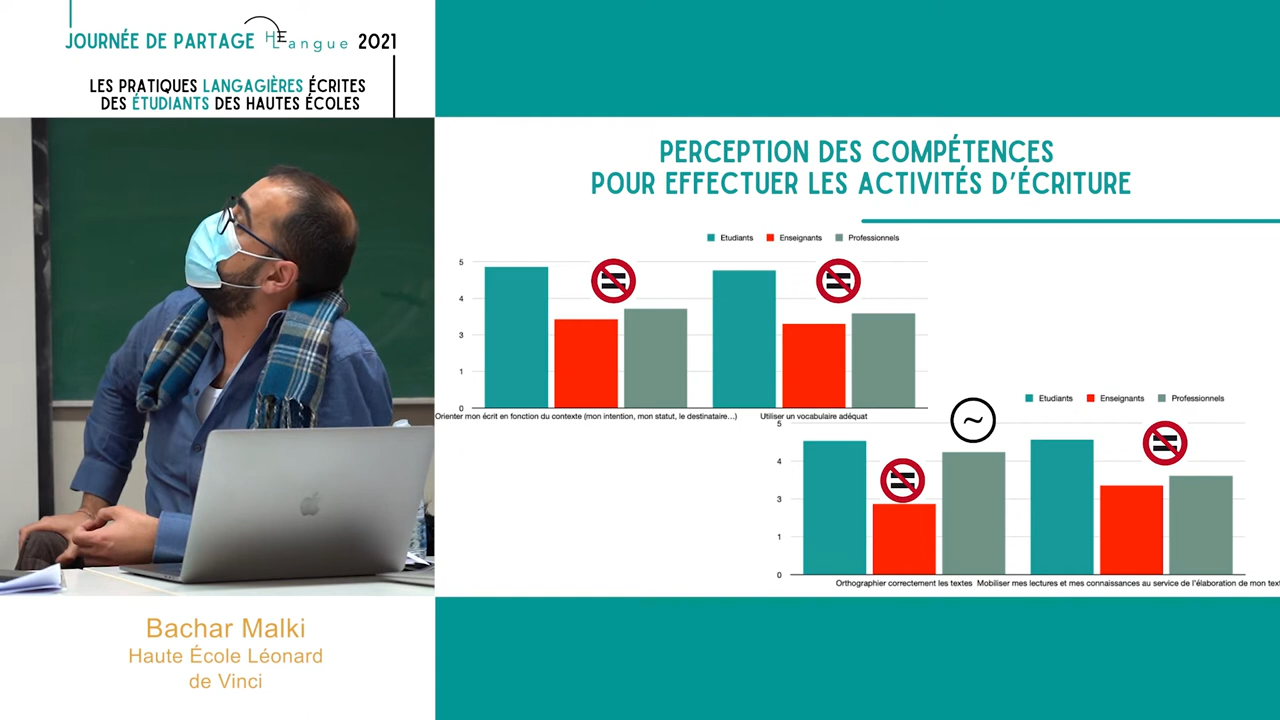 JOURNÉE DE PARTAGE HELangue 2021
LES PRATIQUES LANGAGIÈRES ÉCRITES
DES ÉTUDIANTS DES HAUTES ÉCOLES
PERCEPTION DES COMPÉTENCES
POUR EFFECTUER LES ACTIVITÉS D'ÉCRITURE
Etudiants Enseignants Professionnels
5
4
3
1
0
Orienter mon écrit en fonction du contexte (mon intention, mon statut, le destinataire…) Utiliser un vocabulaire adéquat
Etudiants Enseignants Professionnels
5
4
3
1
0
~
Orthographier correctement les textes Mobiliser mes lectures et mes connaissances au service de l'élaboration de mon text
Bachar Malki
Haute École Léonard
de Vinci